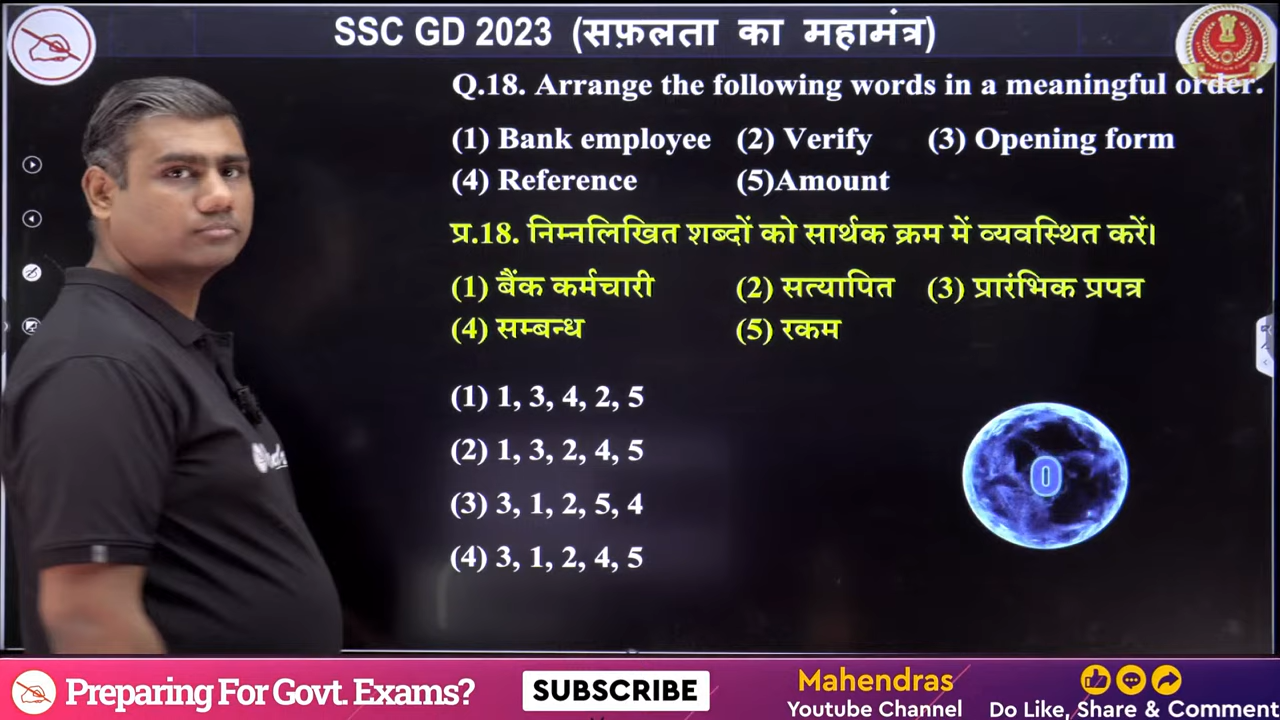 SSC GD 2023 (सफ़लता का महामंत्र)
Q.18. Arrange the following words in a meaningful order.
(1) Bank employee (2) Verify (3) Opening form
(4) Reference (5)Amount
प्र.18. निम्नलिखित शब्दों को सार्थक क्रम में व्यवस्थित करें।
(1) बैंक कर्मचारी (2) सत्यापित (3) प्रारंभिक प्रपत्र
(4) सम्बन्ध (5) रकम
(1) 1, 3, 4, 2, 5
(2) 1, 3, 2, 4, 5
(3) 3, 1, 2, 5, 4
(4) 3, 1, 2, 4, 5
0
Preparing For Govt. Exams?
SUBSCRIBE
Mahendras
Youtube Channel
Do Like, Share & Comment